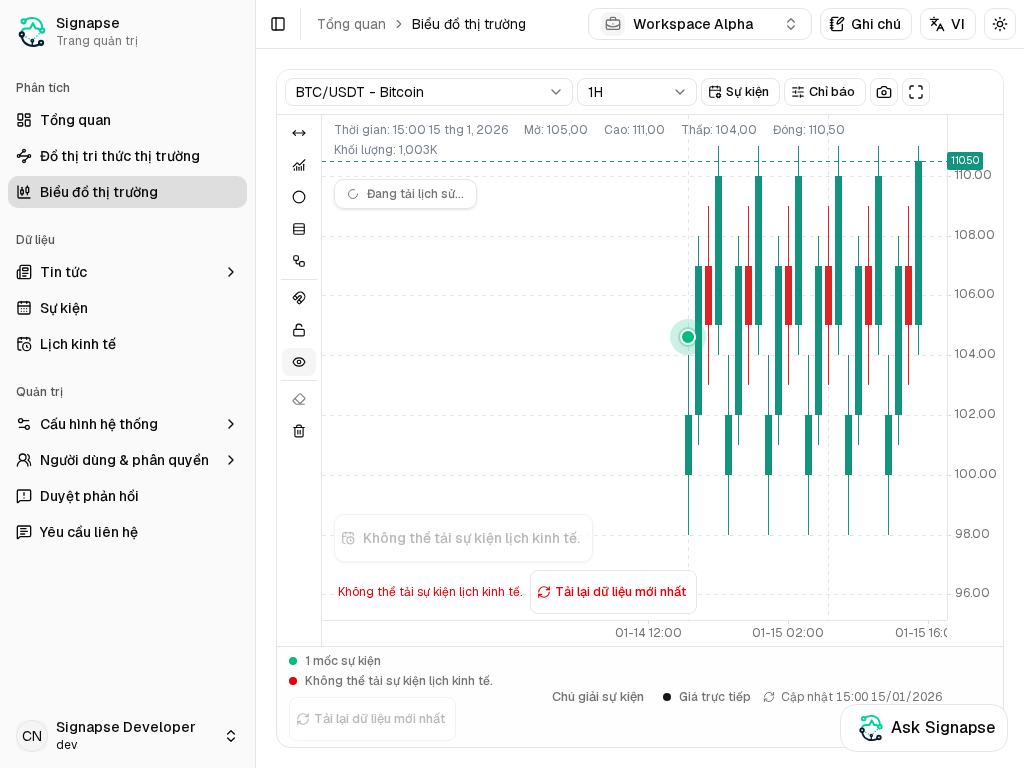 Signapse
Trang quản trị
Phân tích
Tổng quan
Đồ thị tri thức thị trường
Biểu đồ thị trường
Dữ liệu
Tin tức
Sự kiện
Lịch kinh tế
Quản trị
Cấu hình hệ thống
Người dùng & phân quyền
Duyệt phản hồi
Yêu cầu liên hệ
CN
Signapse Developer
dev
Tổng quan > Biểu đồ thị trường
Workspace Alpha
Ghi chú
VI
BTC/USDT - Bitcoin
1H
Sự kiện
Chỉ báo
Thời gian: 15:00 15 thg 1, 2026 Mở: 105,00 Cao: 111,00 Thấp: 104,00 Đóng: 110,50
Khối lượng: 1,003K
Đang tải lịch sử...
110.50
110.00
108.00
106.00
104.00
102.00
100.00
98.00
96.00
Không thể tải sự kiện lịch kinh tế.
Không thể tải sự kiện lịch kinh tế.
Tải lại dữ liệu mới nhất
01-14 12:00
01-15 02:00
01-15 16:0
1 mốc sự kiện
Không thể tải sự kiện lịch kinh tế.
Tải lại dữ liệu mới nhất
Chú giải sự kiện
Giá trực tiếp
Cập nhật 15:00 15/01/2026
Ask Signapse